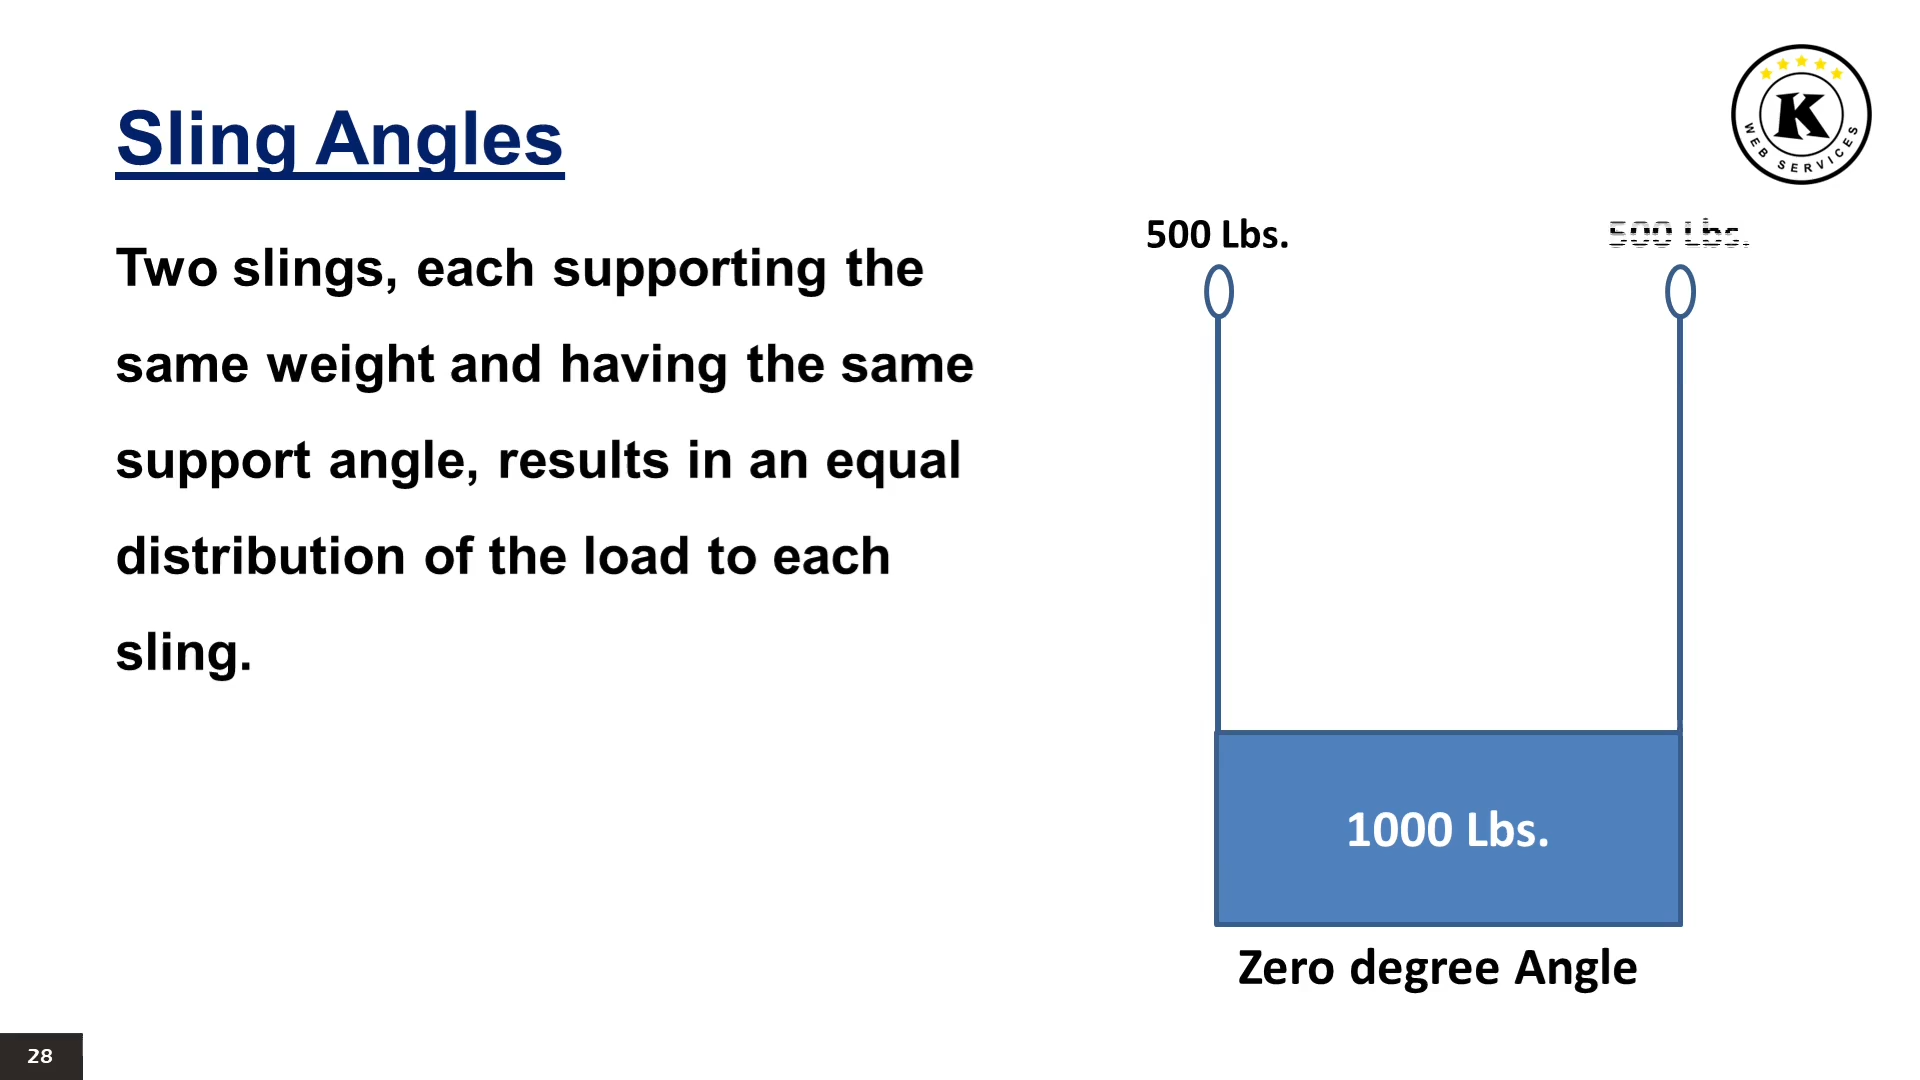 Sling Angles
Two slings, each supporting the
same weight and having the same
support angle, results in an equal
distribution of the load to each
sling.
K
WEB SERVICES
500 Lbs.
500 Lbs.
1000 Lbs.
Zero degree Angle
28